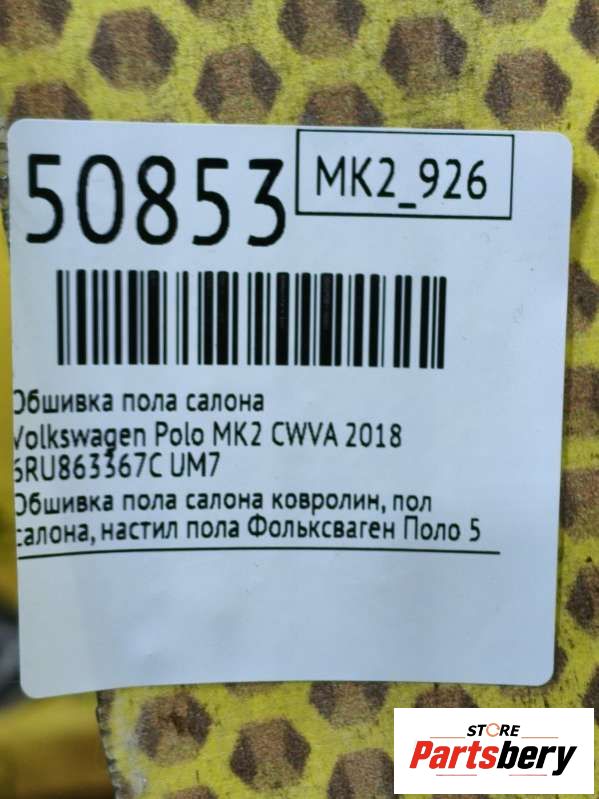 50853
MK2_926
Обшивка пола салона
Volkswagen Polo MK2 CWVA 2018
6RU863367C UM7
Обшивка пола салона ковролин, пол
салона, настил пола Фольксваген Поло 5
STORE
Partsbery